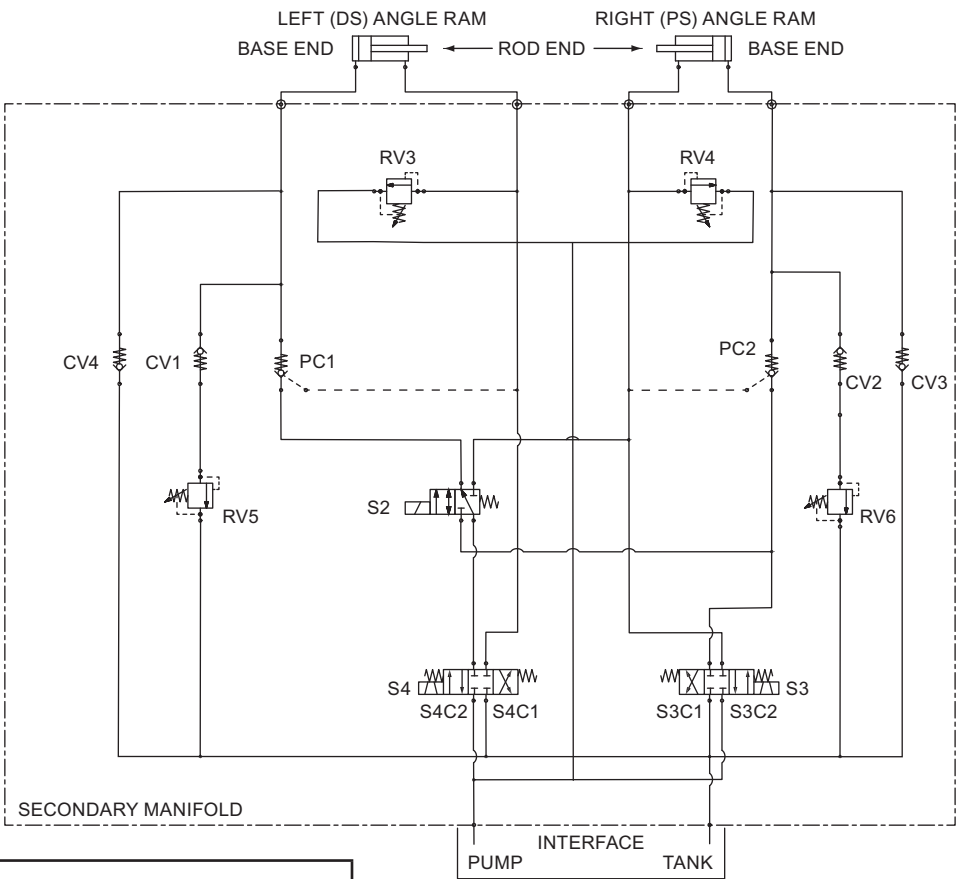 LEFT (DS) ANGLE RAM
RIGHT (PS) ANGLE RAM
BASE END
ROD END
BASE END
RV3
RV4
CV4
CV1
PC1
PC2
CV2
CV3
RV5
S2
RV6
S4
S4C2
S4C1
S3C1
S3C2
S3
SECONDARY MANIFOLD
INTERFACE
PUMP
TANK